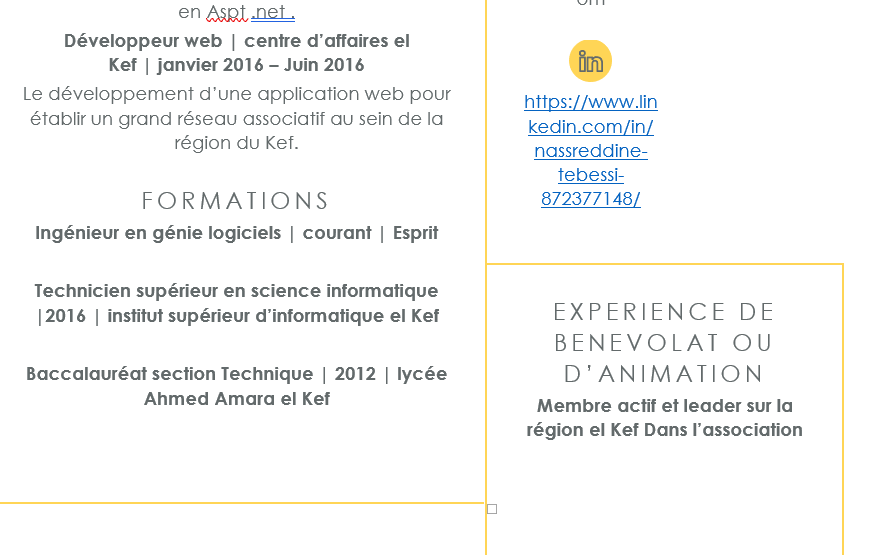 en Aspt .net .
Développeur web | centre d’affaires el
Kef | janvier 2016 – Juin 2016
Le développement d’une application web pour
établir un grand réseau associatif au sein de la
région du Kef.
FORMATIONS
Ingénieur en génie logiciels | courant | Esprit
Technicien supérieur en science informatique
|2016 | institut supérieur d’informatique el Kef
Baccalauréat section Technique | 2012 | lycée
Ahmed Amara el Kef
in
https://www.lin
kedin.com/in/
nassreddine-
tebessi-
872377148/
EXPERIENCE DE
BENEVOLAT OU
D’ANIMATION
Membre actif et leader sur la
région el Kef Dans l’association